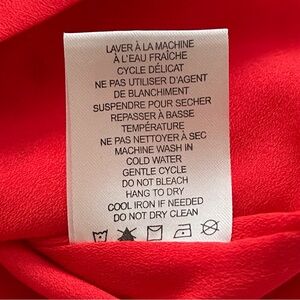 LAVER À LA MACHINE
À L'EAU FRAÎCHE
CYCLE DÉLICAT
NE PAS UTILISER D'AGENT
DE BLANCHIMENT
SUSPENDRE POUR SECHER
REPASSER À BASSE
TEMPÉRATURE
NE PAS NETTOYER À SEC
MACHINE WASH IN
COLD WATER
GENTLE CYCLE
DO NOT BLEACH
HANG TO DRY
COOL IRON IF NEEDED
DO NOT DRY CLEAN